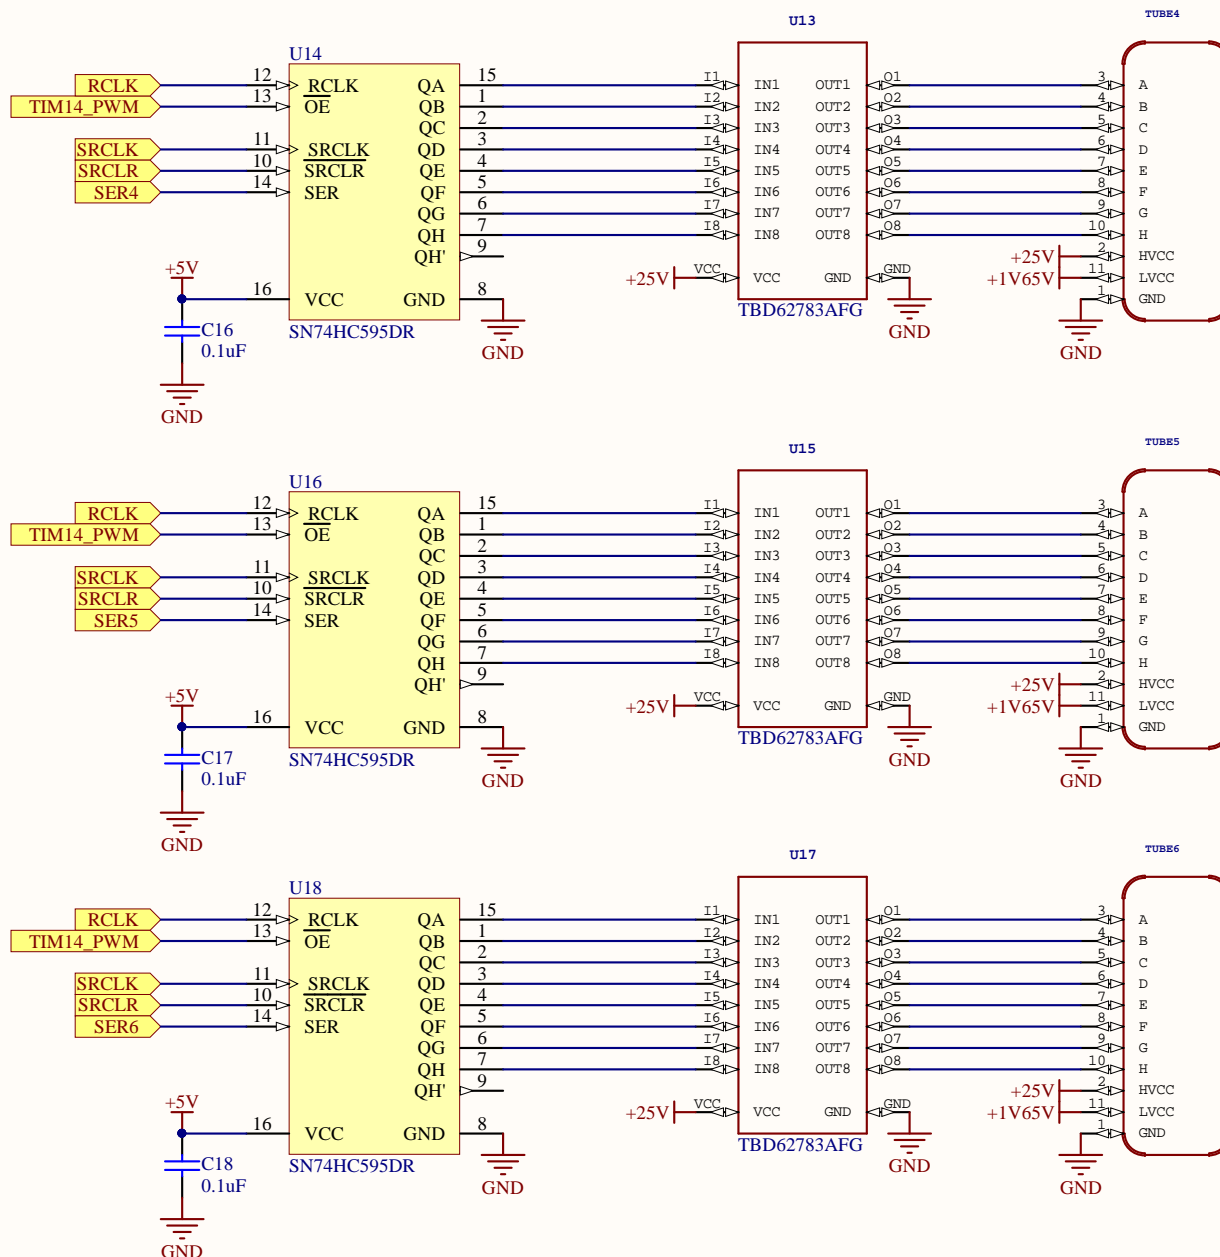 U13
TUBE4
U14
RCLK 12 RCLK QA 15 I1 IN1 OUT1 O1 3 A
TIM14_PWM 13 OE QB 1 I2 IN2 OUT2 O2 4 B
QC 2 I3 IN3 OUT3 O3 5 C
SRCLK 11 SRCLK QD 3 I4 IN4 OUT4 O4 6 D
SRCLR 10 SRCLR QE 4 I5 IN5 OUT5 O5 7 E
SER4 14 SER QF 5 I6 IN6 OUT6 O6 8 F
QG 6 I7 IN7 OUT7 O7 9 G
QH 7 I8 IN8 OUT8 O8 10 H
QH' 9 +25V 2 HVCC
+5V +25V VCC VCC GND GND +1V65V 11 LVCC
16 VCC GND 8 1 GND
C16 SN74HC595DR TBD62783AFG
0.1uF GND GND GND
GND
U15
TUBE5
U16
RCLK 12 RCLK QA 15 I1 IN1 OUT1 O1 3 A
TIM14_PWM 13 OE QB 1 I2 IN2 OUT2 O2 4 B
QC 2 I3 IN3 OUT3 O3 5 C
SRCLK 11 SRCLK QD 3 I4 IN4 OUT4 O4 6 D
SRCLR 10 SRCLR QE 4 I5 IN5 OUT5 O5 7 E
SER5 14 SER QF 5 I6 IN6 OUT6 O6 8 F
QG 6 I7 IN7 OUT7 O7 9 G
QH 7 I8 IN8 OUT8 O8 10 H
QH' 9 +25V 2 HVCC
+5V +25V VCC VCC GND GND +1V65V 11 LVCC
16 VCC GND 8 1 GND
C17 SN74HC595DR TBD62783AFG
0.1uF GND GND GND
GND
U17
TUBE6
U18
RCLK 12 RCLK QA 15 I1 IN1 OUT1 O1 3 A
TIM14_PWM 13 OE QB 1 I2 IN2 OUT2 O2 4 B
QC 2 I3 IN3 OUT3 O3 5 C
SRCLK 11 SRCLK QD 3 I4 IN4 OUT4 O4 6 D
SRCLR 10 SRCLR QE 4 I5 IN5 OUT5 O5 7 E
SER6 14 SER QF 5 I6 IN6 OUT6 O6 8 F
QG 6 I7 IN7 OUT7 O7 9 G
QH 7 I8 IN8 OUT8 O8 10 H
QH' 9 +25V 2 HVCC
+5V +25V VCC VCC GND GND +1V65V 11 LVCC
16 VCC GND 8 1 GND
C18 SN74HC595DR TBD62783AFG
0.1uF GND GND GND
GND